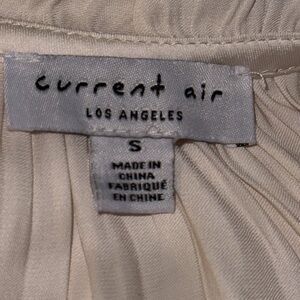 current air
LOS ANGELES
S
MADE IN
CHINA
FABRIQUÉ
EN CHINE